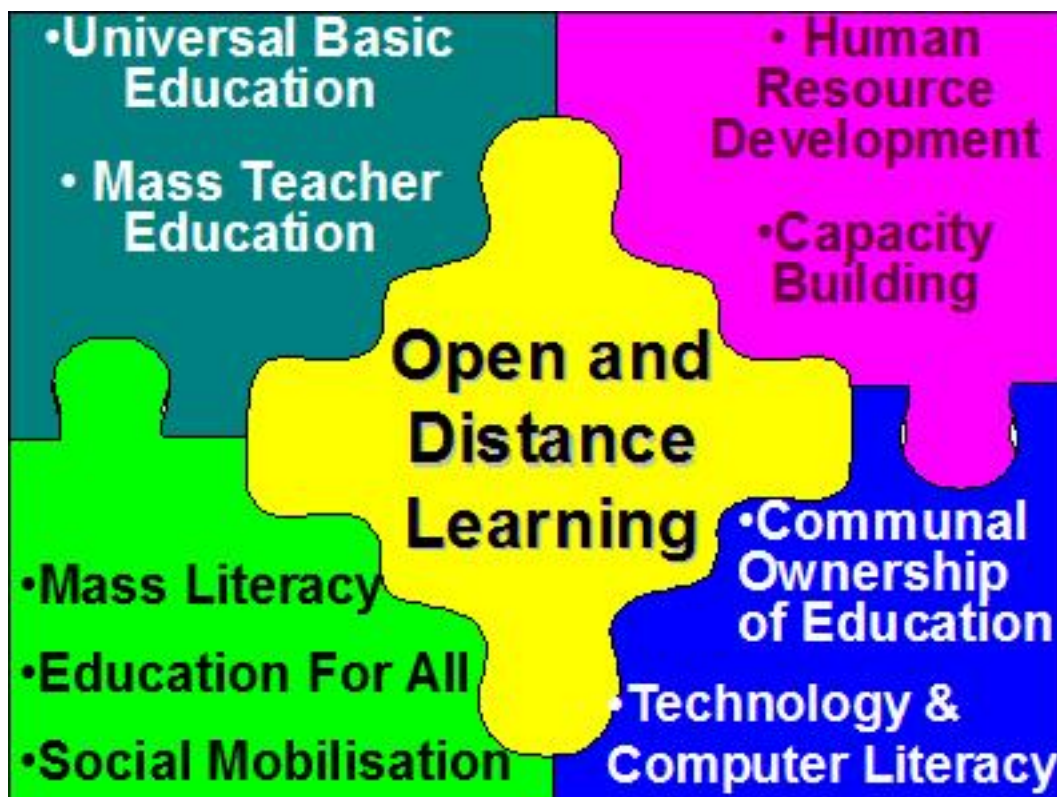 •Universal Basic
Education
• Mass Teacher
Education
• Human
Resource
Development
•Capacity
Building
Open and
Distance
Learning
•Mass Literacy
•Education For All
•Social Mobilisation
•Communal
Ownership
of Education
•Technology &
Computer Literacy